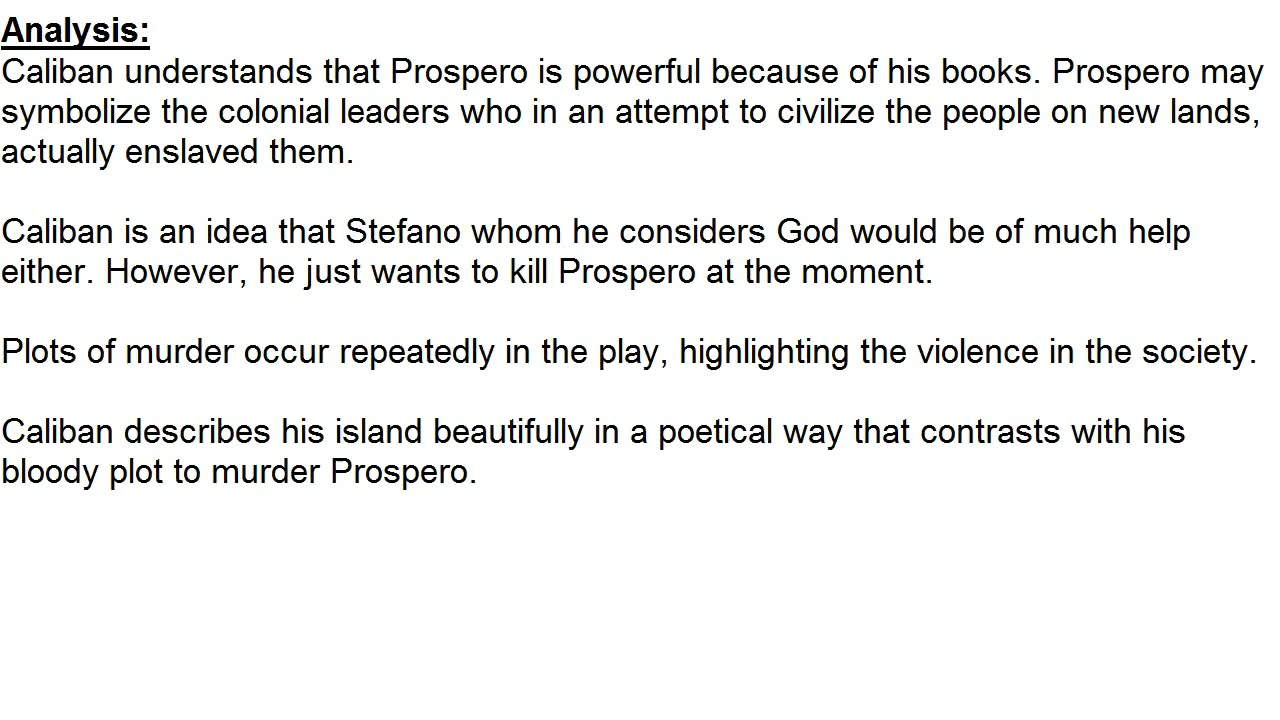 Analysis:
Caliban understands that Prospero is powerful because of his books. Prospero may
symbolize the colonial leaders who in an attempt to civilize the people on new lands,
actually enslaved them.
Caliban is an idea that Stefano whom he considers God would be of much help
either. However, he just wants to kill Prospero at the moment.
Plots of murder occur repeatedly in the play, highlighting the violence in the society.
Caliban describes his island beautifully in a poetical way that contrasts with his
bloody plot to murder Prospero.